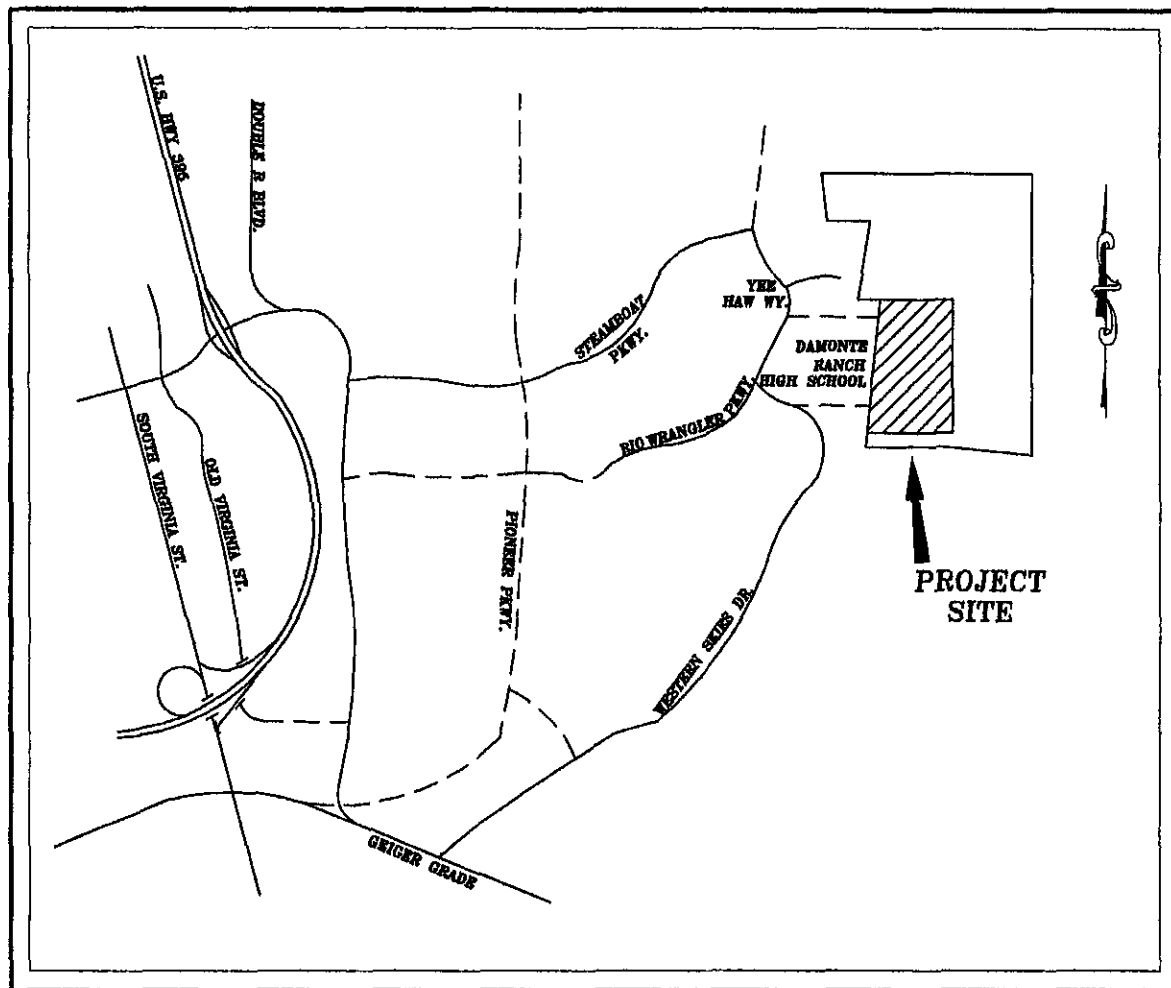 U.S. HWY 395
DOUBLE R BLVD.
STEAMBOAT
PKWY.
YEE
HAW WY.
DAMONTE
RANCH
HIGH SCHOOL
RIO WRANGLER PKWY.
SOUTH VIRGINIA ST.
OLD VIRGINIA ST.
PIONEER PKWY.
WESTERN SKIES DR.
PROJECT
SITE
GEIGER GRADE